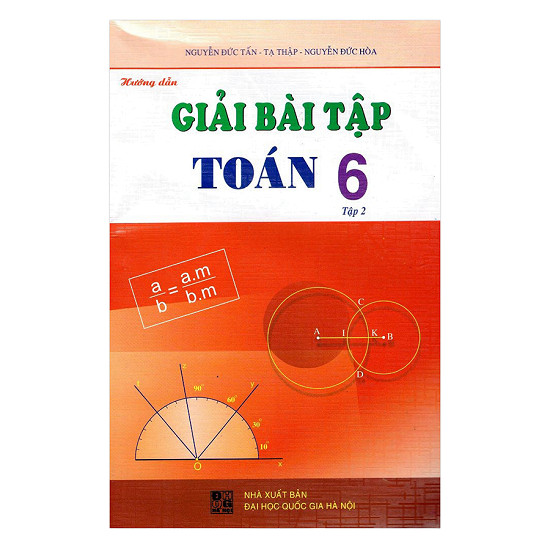 NGUYỄN ĐỨC TẤN - TẠ THẬP - NGUYỄN ĐỨC HÒA
Hướng dẫn
GIẢI BÀI TẬP
TOÁN 6
Tập 2
a/b = a.m/b.m
C
A I K B
D
t z y
90° 60° 30° 10°
O x
NHÀ XUẤT BẢN
ĐẠI HỌC QUỐC GIA HÀ NỘI